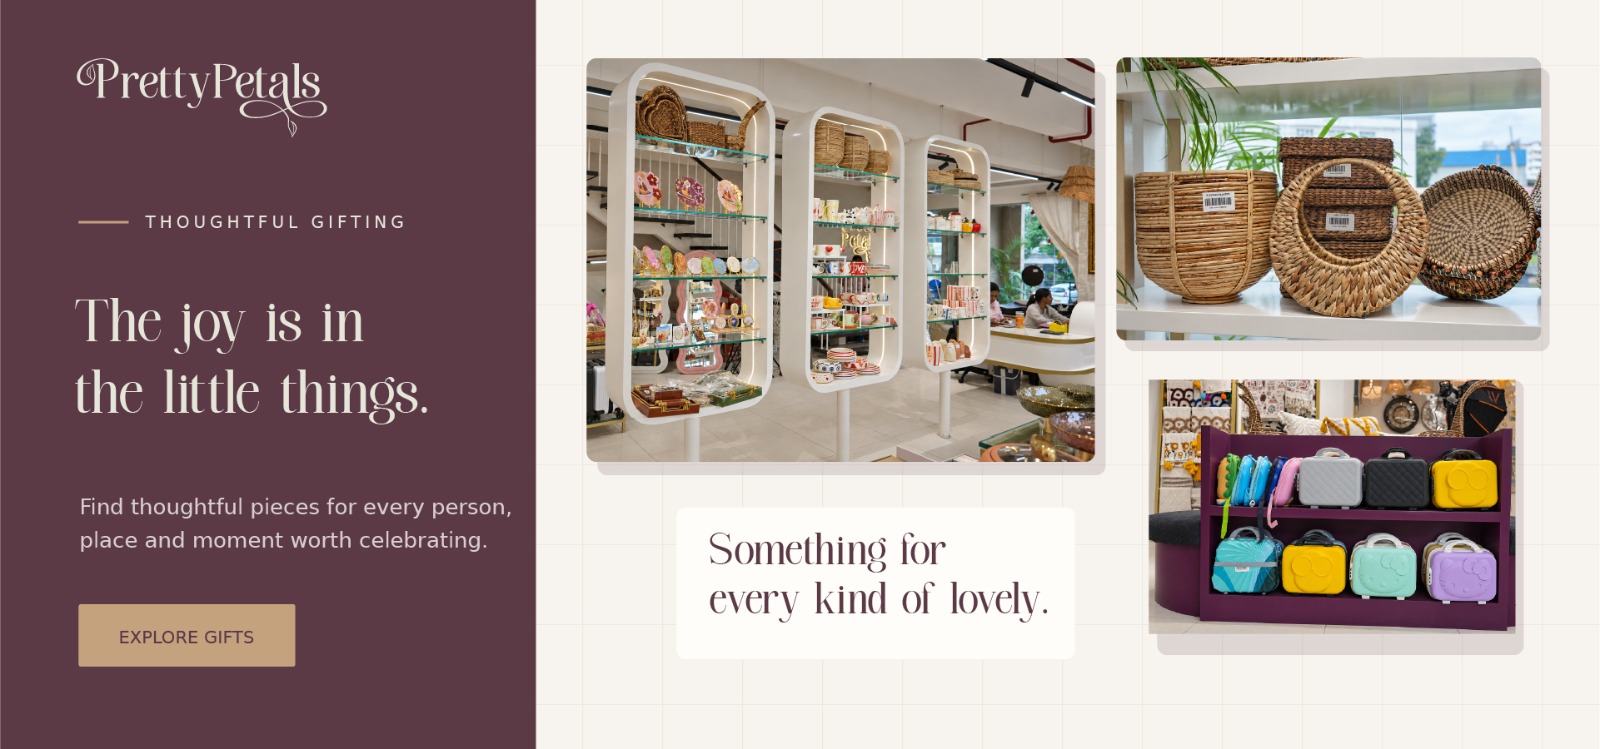 PrettyPetals
THOUGHTFUL GIFTING
The joy is in
the little things.
Find thoughtful pieces for every person,
place and moment worth celebrating.
EXPLORE GIFTS
Petals
Something for
every kind of lovely.